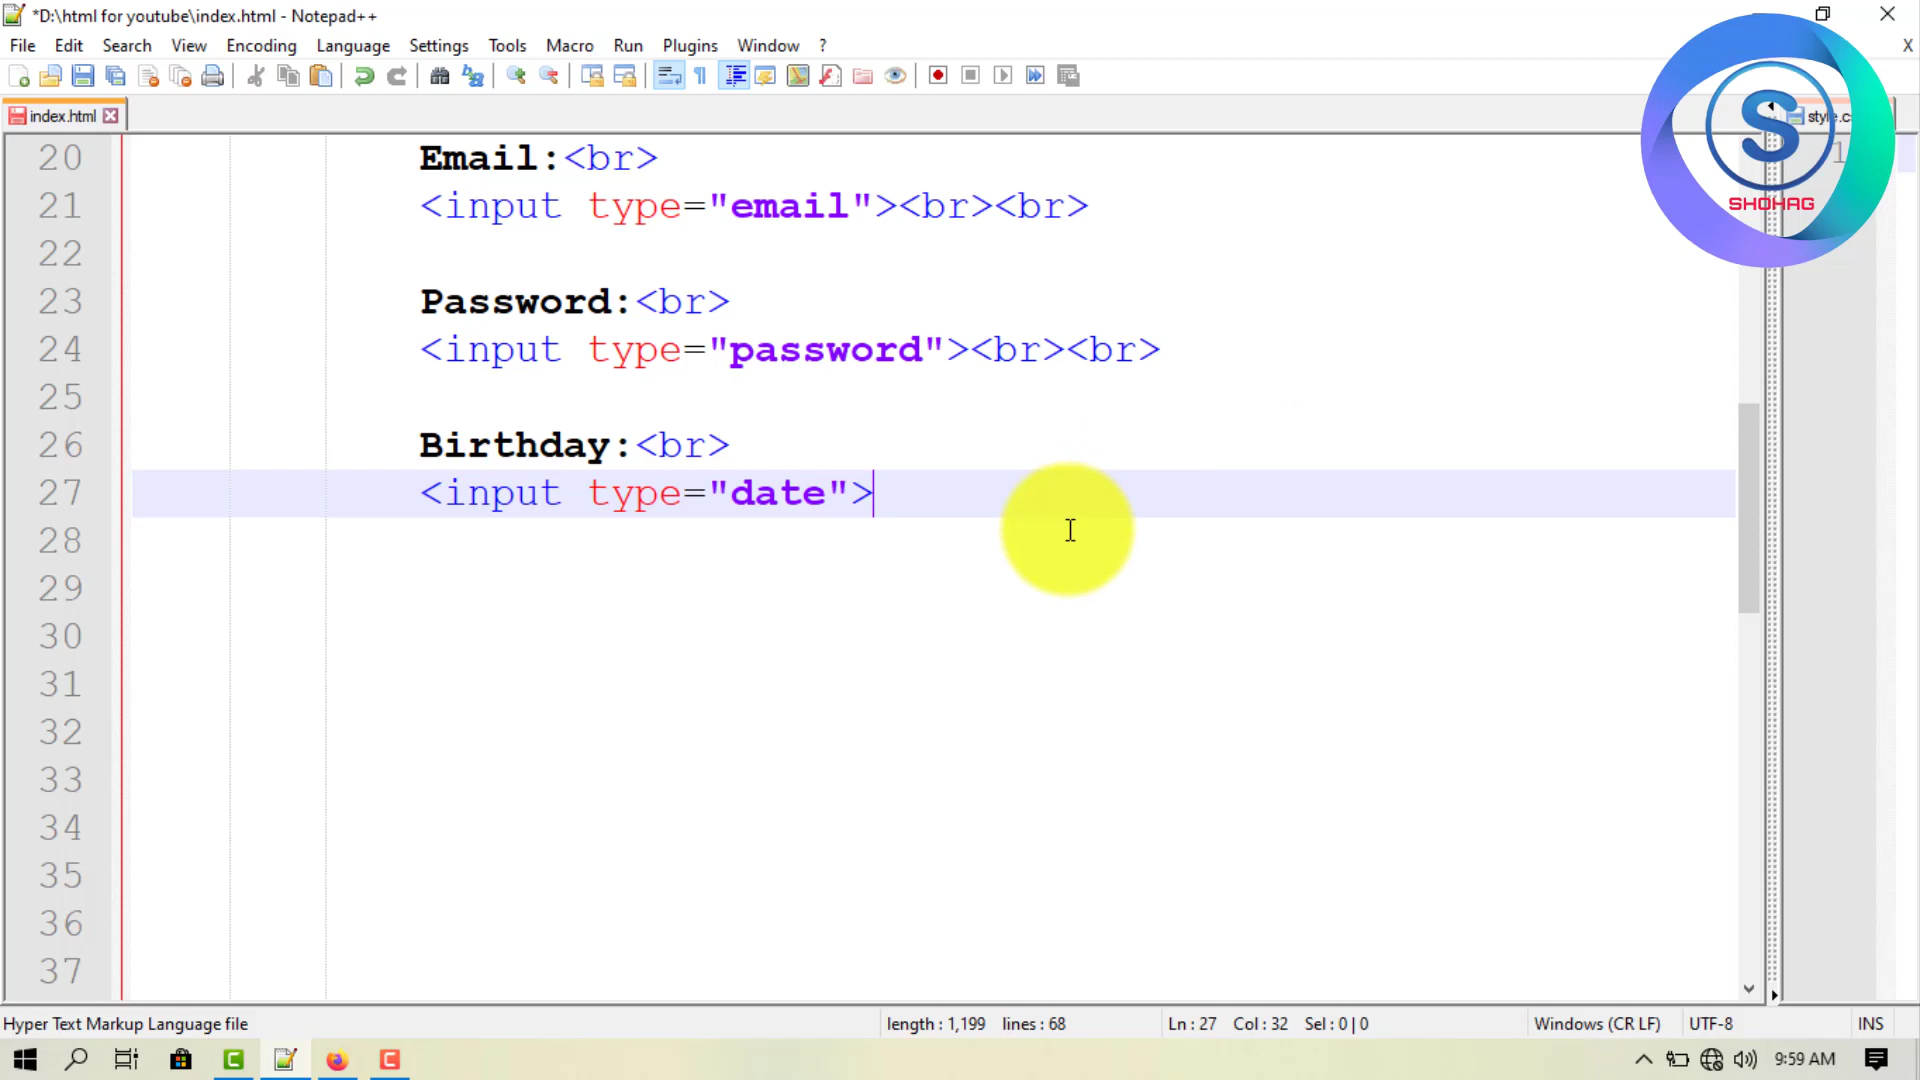 *D:\html for youtube\index.html - Notepad++
File Edit Search View Encoding Language Settings Tools Macro Run Plugins Window ? X
index.html
S
SHOHAG
20 Email:<br>
21 <input type="email"><br><br>
22
23 Password:<br>
24 <input type="password"><br><br>
25
26 Birthday:<br>
27 <input type="date">
28
29
30
31
32
33
34
35
36
37
1
Hyper Text Markup Language file length : 1,199 lines : 68 Ln : 27 Col : 32 Sel : 0 | 0 Windows (CR LF) UTF-8 INS
9:59 AM